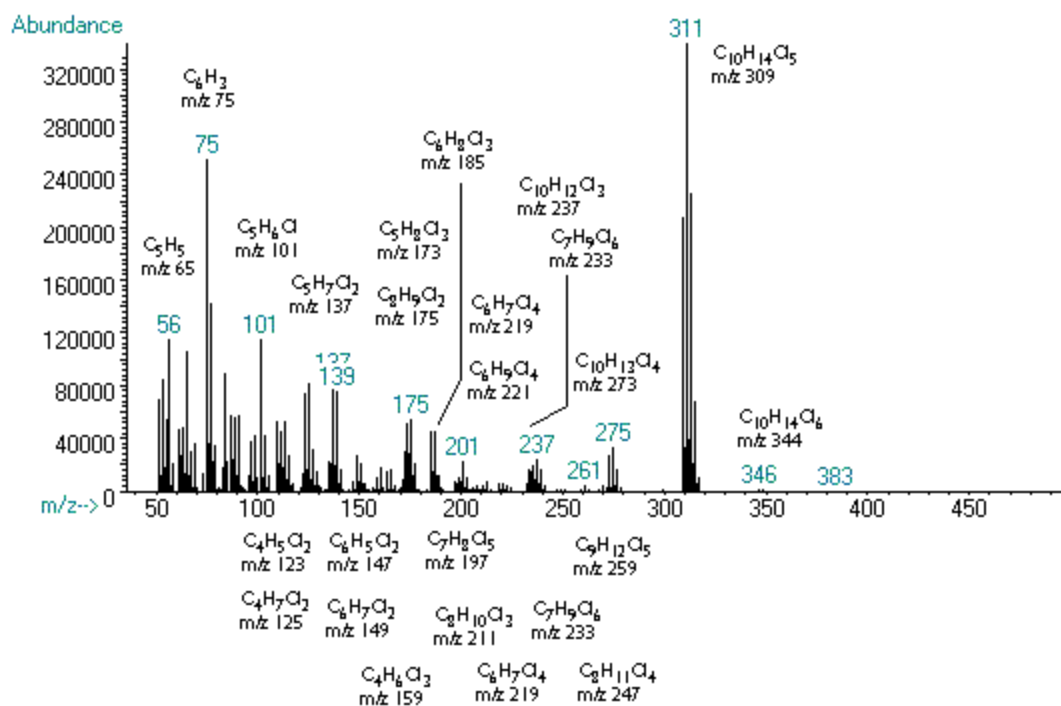 Abundance
311
C10H14Cl5
m/z 309
320000
C6H3
m/z 75
280000
75
C6H8Cl3
m/z 185
240000
C10H12Cl3
m/z 237
C5H6Cl
m/z 101
C5H8Cl3
m/z 173
C7H9Cl6
m/z 233
200000
C5H5
m/z 65
C5H7Cl2
m/z 137
C8H9Cl2
m/z 175
C6H7Cl4
m/z 219
160000
56
101
137
139
C6H9Cl4
m/z 221
C10H13Cl4
m/z 273
120000
80000
175
C10H14Cl6
m/z 344
40000
201
237
261
275
346
383
0
m/z-->
50 100 150 200 250 300 350 400 450
C4H5Cl2
m/z 123
C6H5Cl2
m/z 147
C7H8Cl5
m/z 197
C9H12Cl5
m/z 259
C4H7Cl2
m/z 125
C6H7Cl2
m/z 149
C8H10Cl3
m/z 211
C7H9Cl6
m/z 233
C4H6Cl3
m/z 159
C6H7Cl4
m/z 219
C8H11Cl4
m/z 247